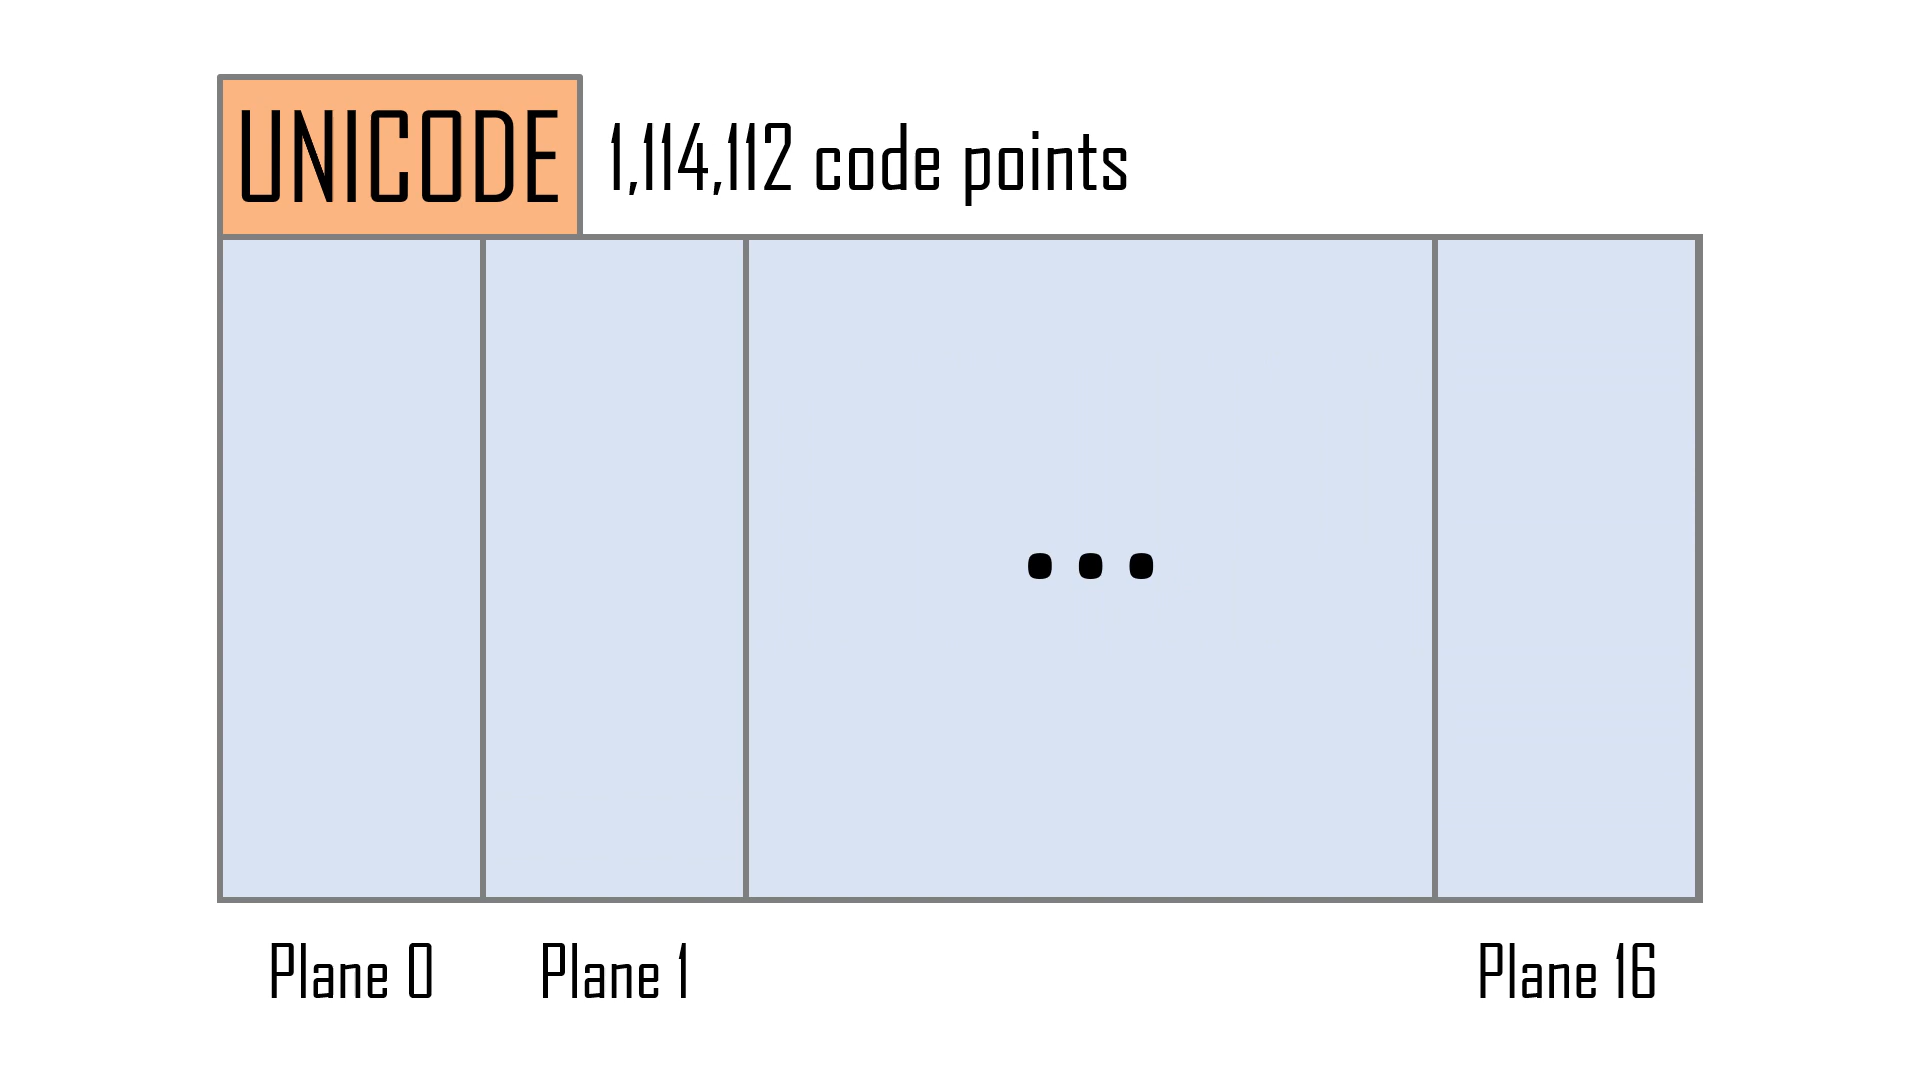 UNICODE
1,114,112 code points
...
Plane 0
Plane 1
Plane 16